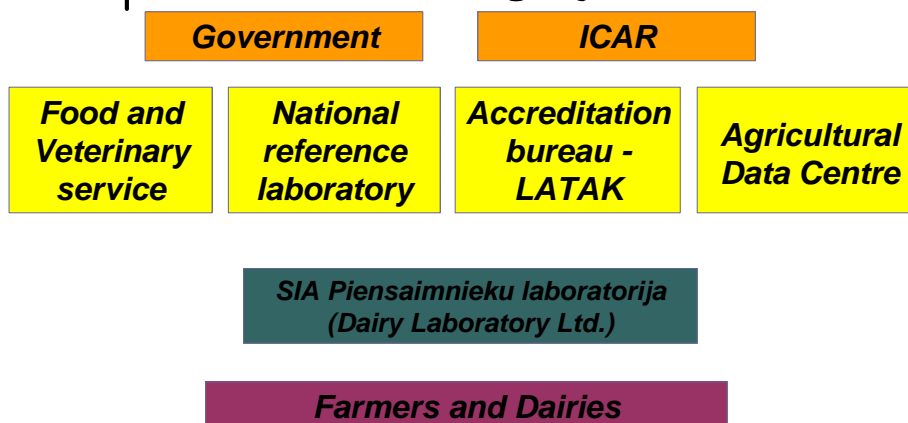 Government
ICAR
Food and
Veterinary
service
National
reference
laboratory
Accreditation
bureau -
LATAK
Agricultural
Data Centre
SIA Piensaimnieku laboratorija
(Dairy Laboratory Ltd.)
Farmers and Dairies